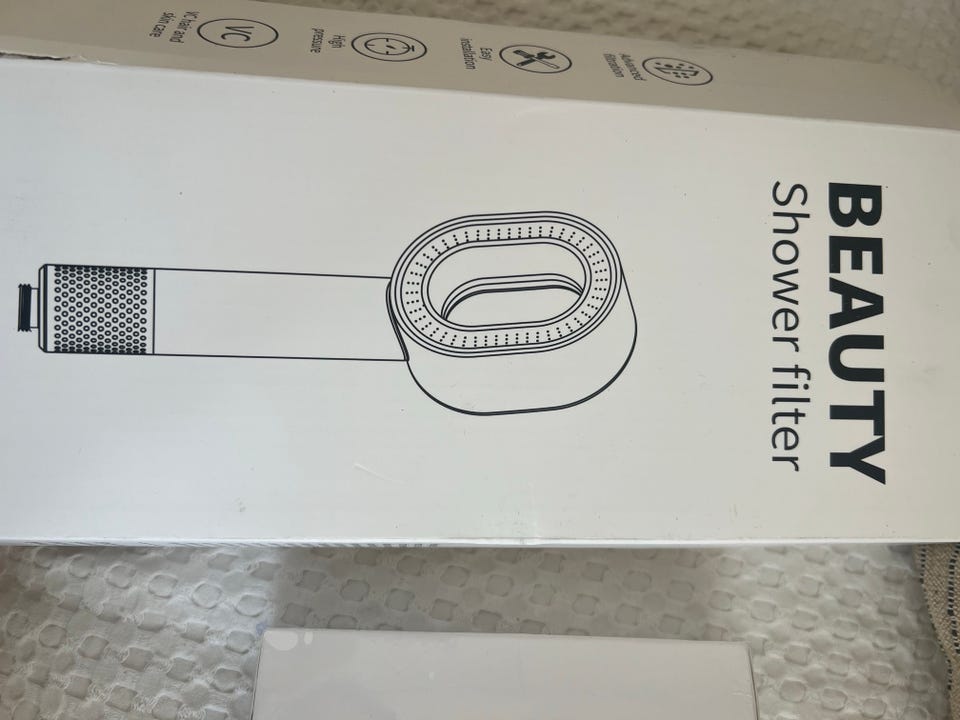 BEAUTY
Shower filter
Advanced
filtration
Easy
installation
High
pressure
VC
VC hair and
skin care